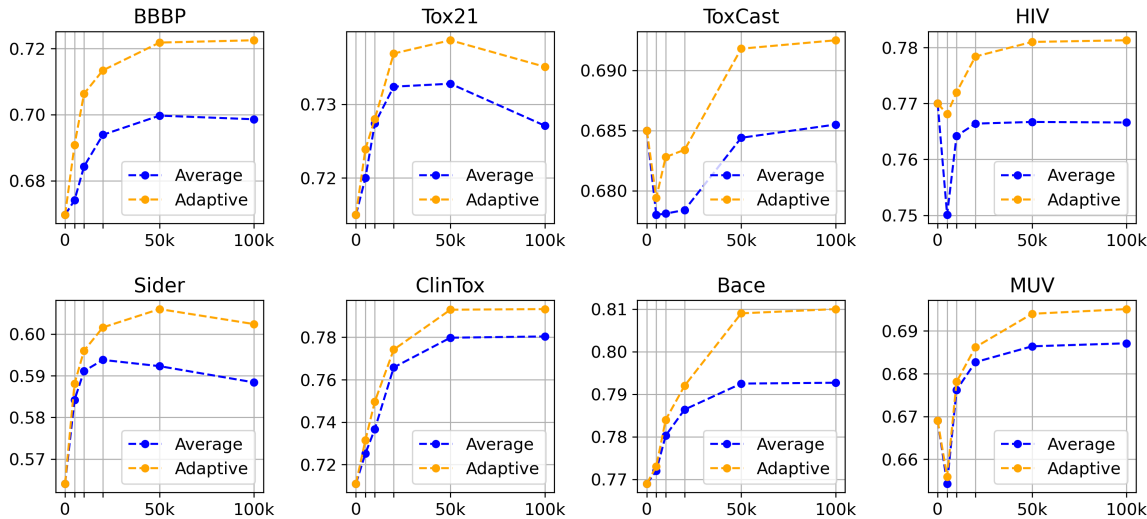 BBBP Tox21 ToxCast HIV
0.72 0.70 0.68
Average
Adaptive
0 50k 100k
0.73 0.72
Average
Adaptive
0 50k 100k
0.690 0.685 0.680
Average
Adaptive
0 50k 100k
0.78 0.77 0.76 0.75
Average
Adaptive
0 50k 100k
Sider ClinTox Bace MUV
0.60 0.59 0.58 0.57
Average
Adaptive
0 50k 100k
0.78 0.76 0.74 0.72
Average
Adaptive
0 50k 100k
0.81 0.80 0.79 0.78 0.77
Average
Adaptive
0 50k 100k
0.69 0.68 0.67 0.66
Average
Adaptive
0 50k 100k